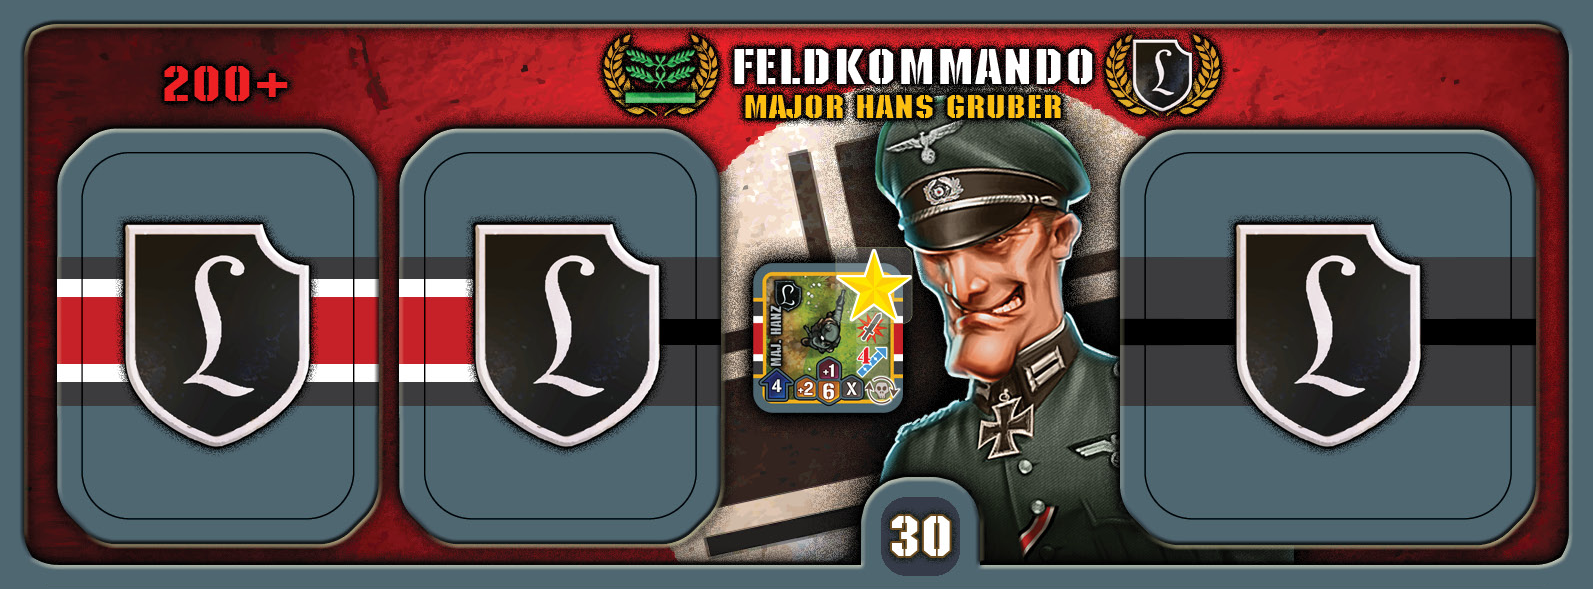 200+
FELDKOMMANDO
MAJOR HANS GRUBER
L
L
L
L
L
MAJ. HANZ
4
4
+1
+2
6
X
30